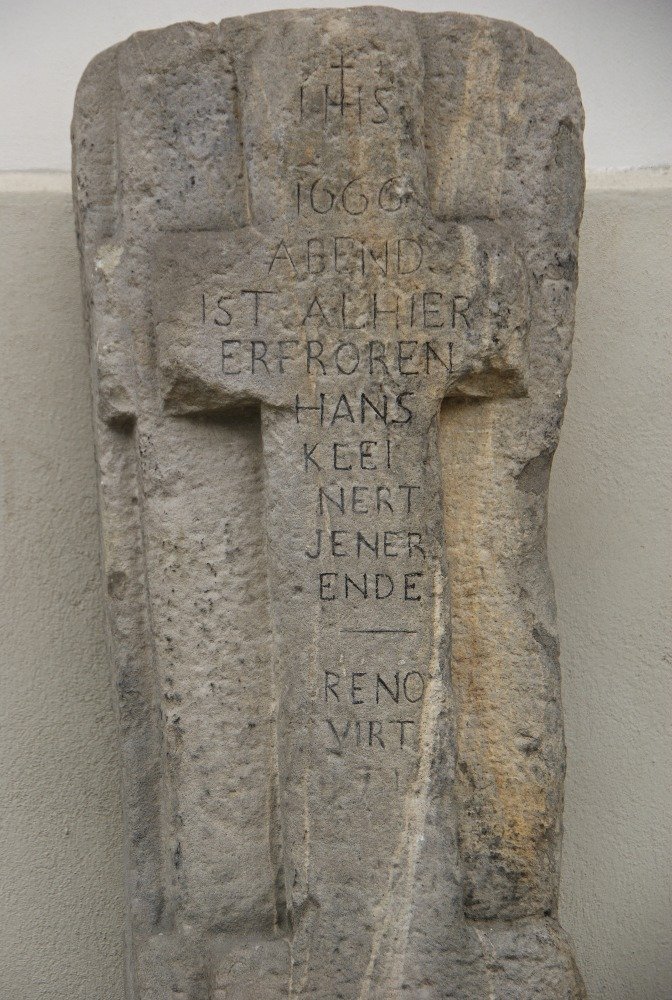 IHS
1666
ABEND
IST ALHIER
ERFROREN
HANS
KEEI
NERT
JENER
ENDE
RENO
VIRT